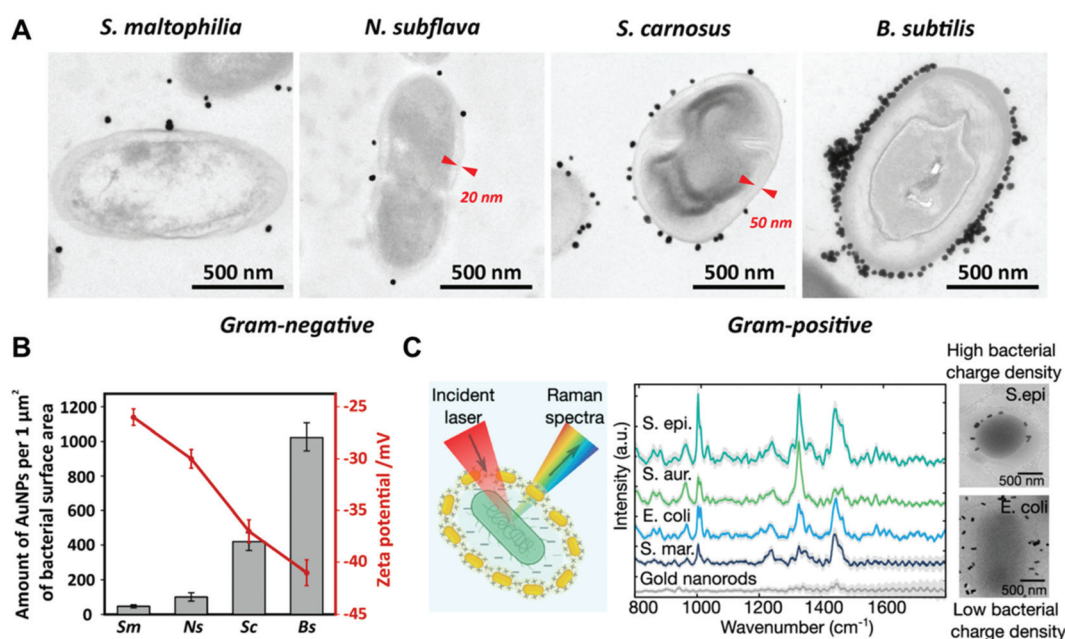 A
S. maltophilia
N. subflava
S. carnosus
B. subtilis
20 nm
50 nm
500 nm
500 nm
500 nm
500 nm
Gram-negative
Gram-positive
B
Amount of AuNPs per 1 μm²
of bacterial surface area
1200
1000
800
600
400
200
0
Sm
Ns
Sc
Bs
-25
-30
-35
-40
-45
Zeta potential /mV
C
Incident
laser
Raman
spectra
Intensity (a.u.)
S. epi.
S. aur.
E. coli
S. mar.
Gold nanorods
800
1000
1200
1400
1600
Wavenumber (cm⁻¹)
High bacterial
charge density
S.epi
500 nm
E. coli
500 nm
Low bacterial
charge density